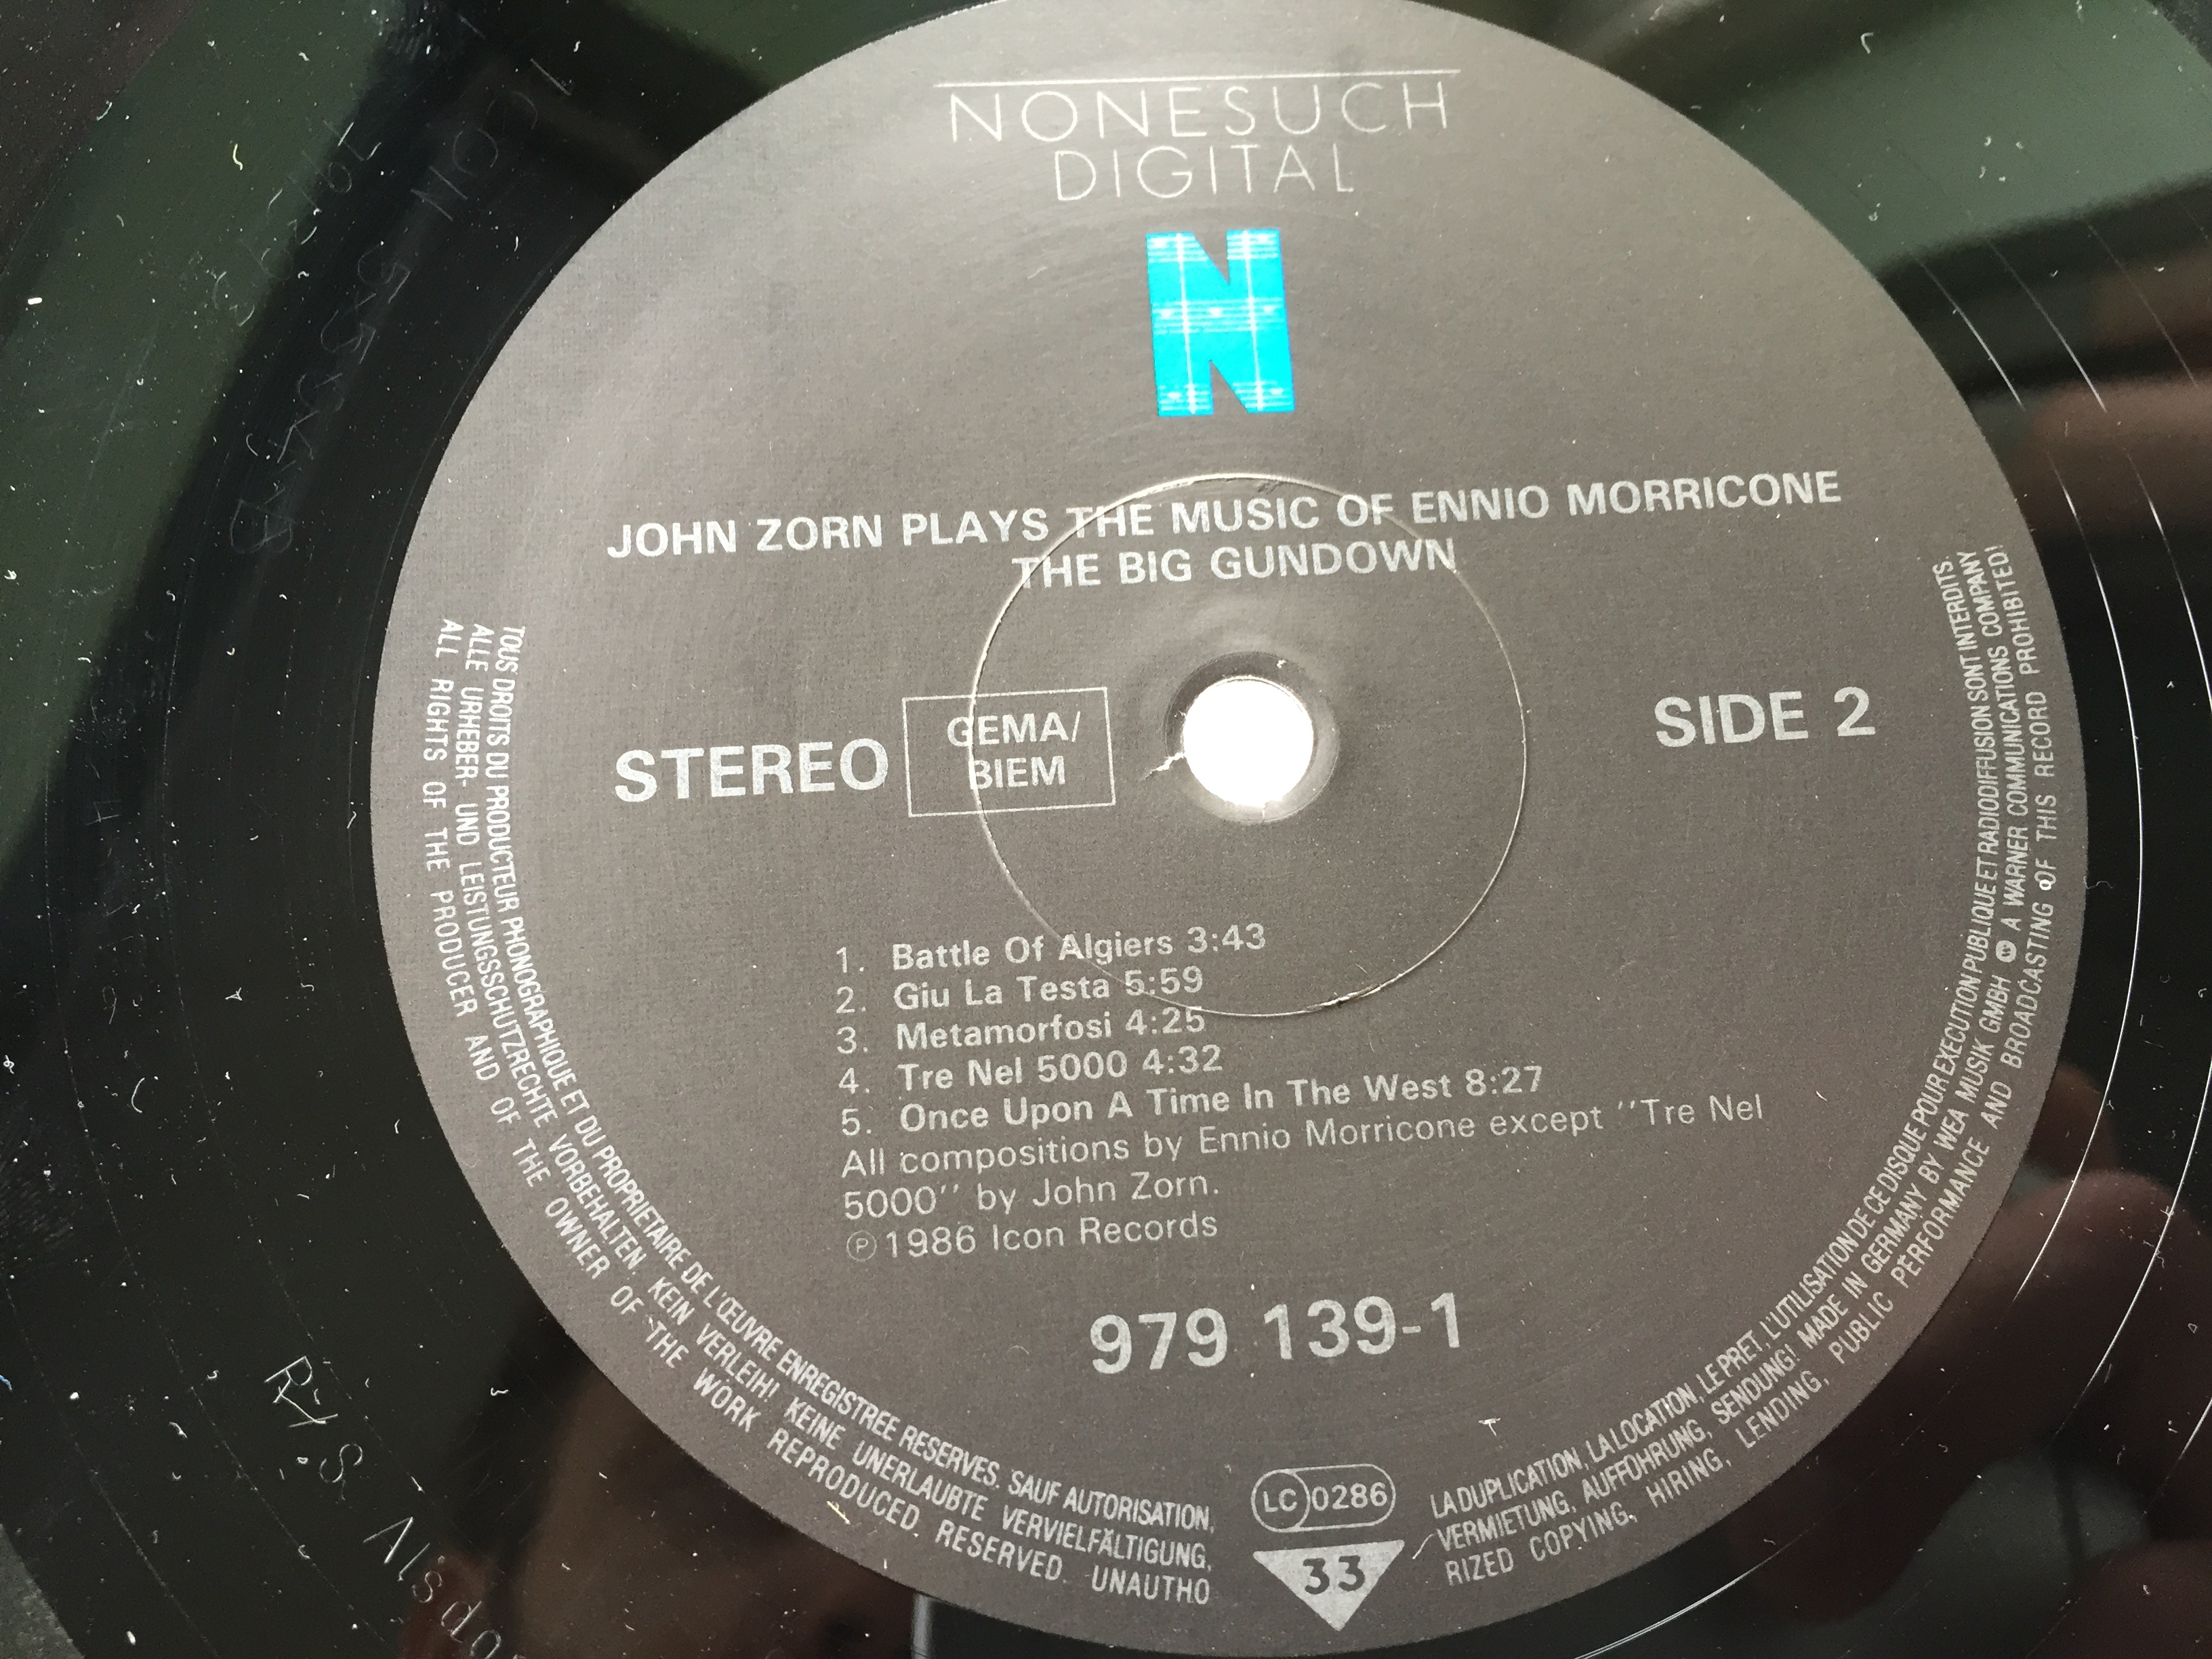 NONESUCH
DIGITAL
N
JOHN ZORN PLAYS THE MUSIC OF ENNIO MORRICONE
THE BIG GUNDOWN
STEREO
GEMA/
BIEM
SIDE 2
1. Battle Of Algiers 3:43
2. Giu La Testa 5:59
3. Metamorfosi 4:25
4. Tre Nel 5000 4:32
5. Once Upon A Time In The West 8:27
All compositions by Ennio Morricone except ''Tre Nel
5000'' by John Zorn.
Ⓟ1986 Icon Records
979 139-1
LC 0286
33
TOUS DROITS DU PRODUCTEUR PHONOGRAPHIQUE ET DU PROPRIETAIRE DE L'ŒUVRE ENREGISTREE RESERVES. SAUF AUTORISATION, LA DUPLICATION, LA LOCATION, LE PRET, L'UTILISATION DE CE DISQUE POUR EXECUTION PUBLIQUE ET RADIODIFFUSION SONT INTERDITS.
ALLE URHEBER- UND LEISTUNGSSCHUTZRECHTE VORBEHALTEN. KEIN VERLEIH! KEINE UNERLAUBTE VERVIELFÄLTIGUNG, VERMIETUNG, AUFFÜHRUNG, SENDUNG! MADE IN GERMANY BY WEA MUSIK GMBH A WARNER COMMUNICATIONS COMPANY
ALL RIGHTS OF THE PRODUCER AND OF THE OWNER OF THE WORK REPRODUCED. RESERVED. UNAUTHO RIZED COPYING, HIRING, LENDING, PUBLIC PERFORMANCE AND BROADCASTING OF THIS RECORD PROHIBITED!
R/S Alsdorf